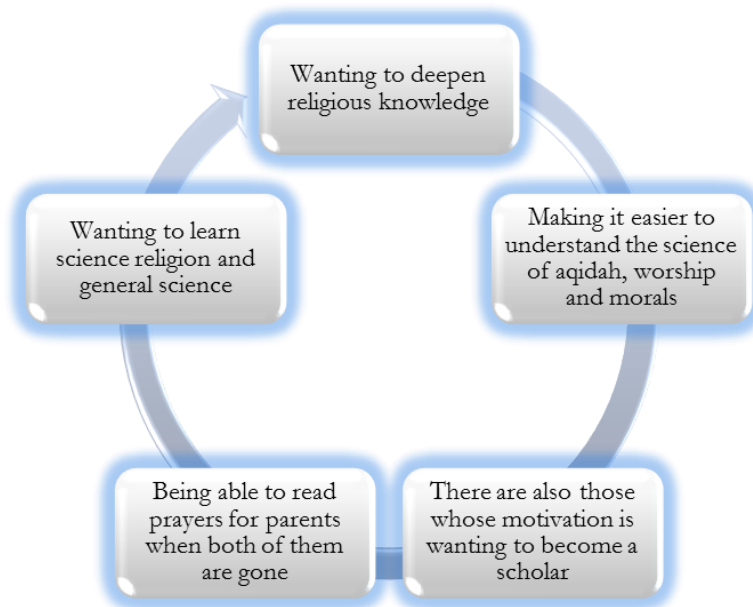 Wanting to deepen
religious knowledge
Making it easier to
understand the science
of aqidah, worship
and morals
There are also those
whose motivation is
wanting to become a
scholar
Being able to read
prayers for parents
when both of them
are gone
Wanting to learn
science religion and
general science